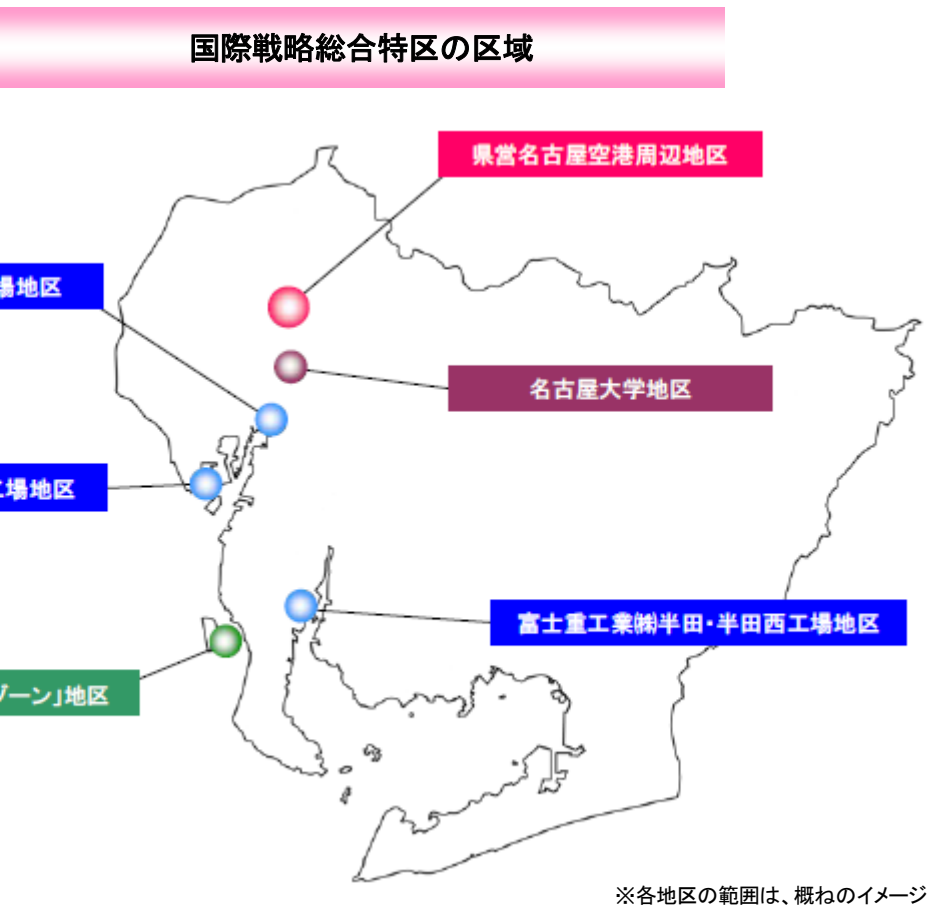 国際戦略総合特区の区域
県営名古屋空港周辺地区
場地区
名古屋大学地区
工場地区
富士重工業㈱半田・半田西工場地区
ゾーン」地区
※各地区の範囲は、概ねのイメージ